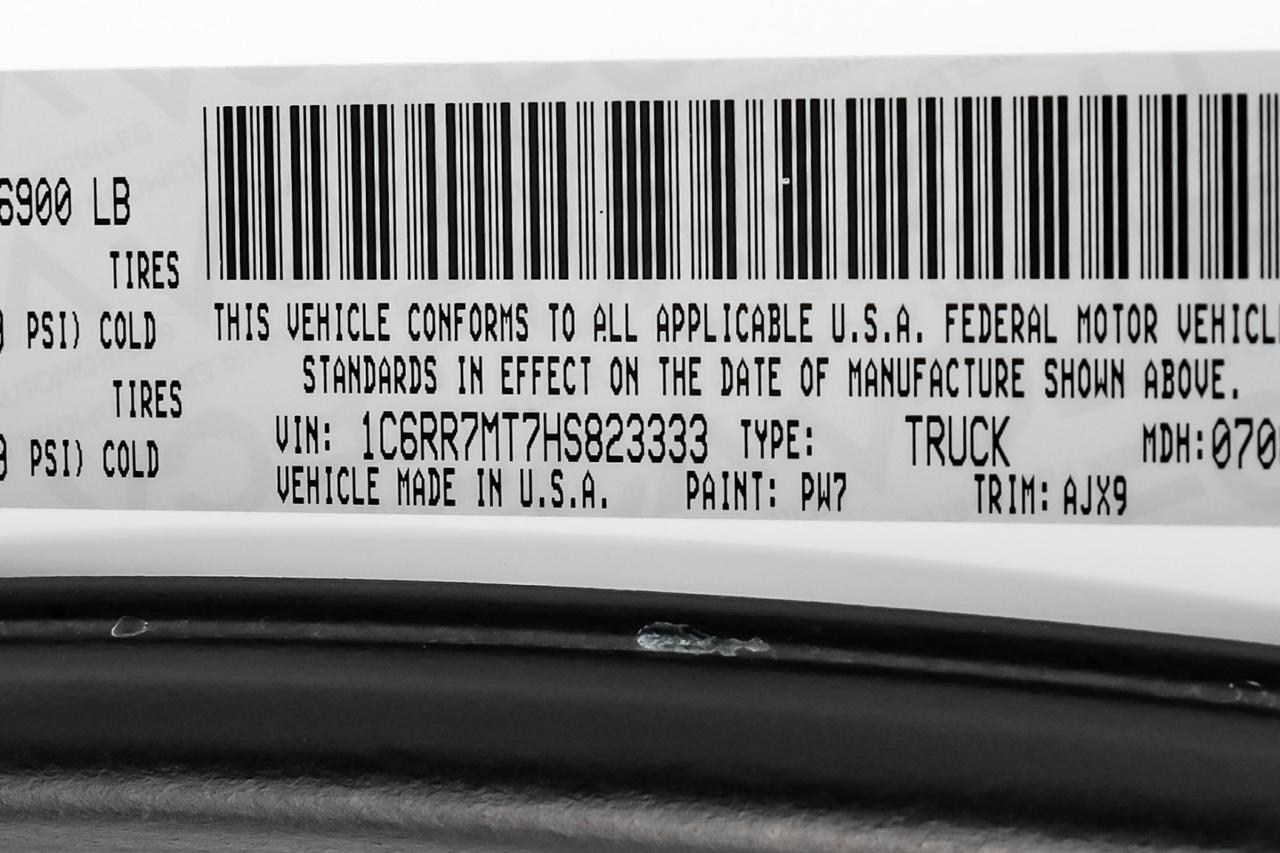 6900 LB
TIRES
PSI) COLD
TIRES
PSI) COLD
THIS VEHICLE CONFORMS TO ALL APPLICABLE U.S.A. FEDERAL MOTOR VEHICL
STANDARDS IN EFFECT ON THE DATE OF MANUFACTURE SHOWN ABOVE.
VIN: 1C6RR7MT7HS823333 TYPE: TRUCK MDH: 070
VEHICLE MADE IN U.S.A. PAINT: PW7 TRIM: AJX9